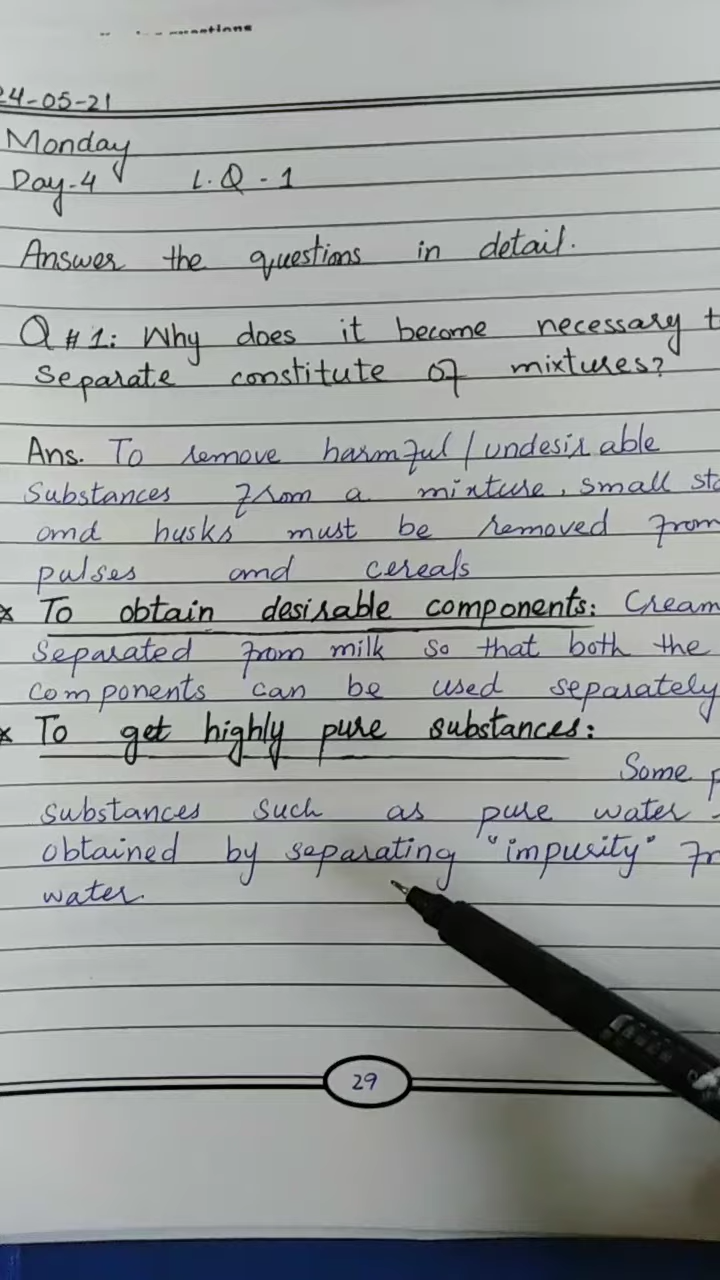 24-05-21
Monday
Day-4 L.Q-1
Answer the questions in detail.
Q#1: Why does it become necessary
separate constitute of mixtures?
Ans. To remove harmful/undesirable
substances from a mixture, small
and husks must be removed from
pulses and cereals
* To obtain desirable components: Cream
separated from milk so that both the
components can be used separately
* To get highly pure substances:
Some
substances such as pure water
obtained by separating "impurity"
water.
29